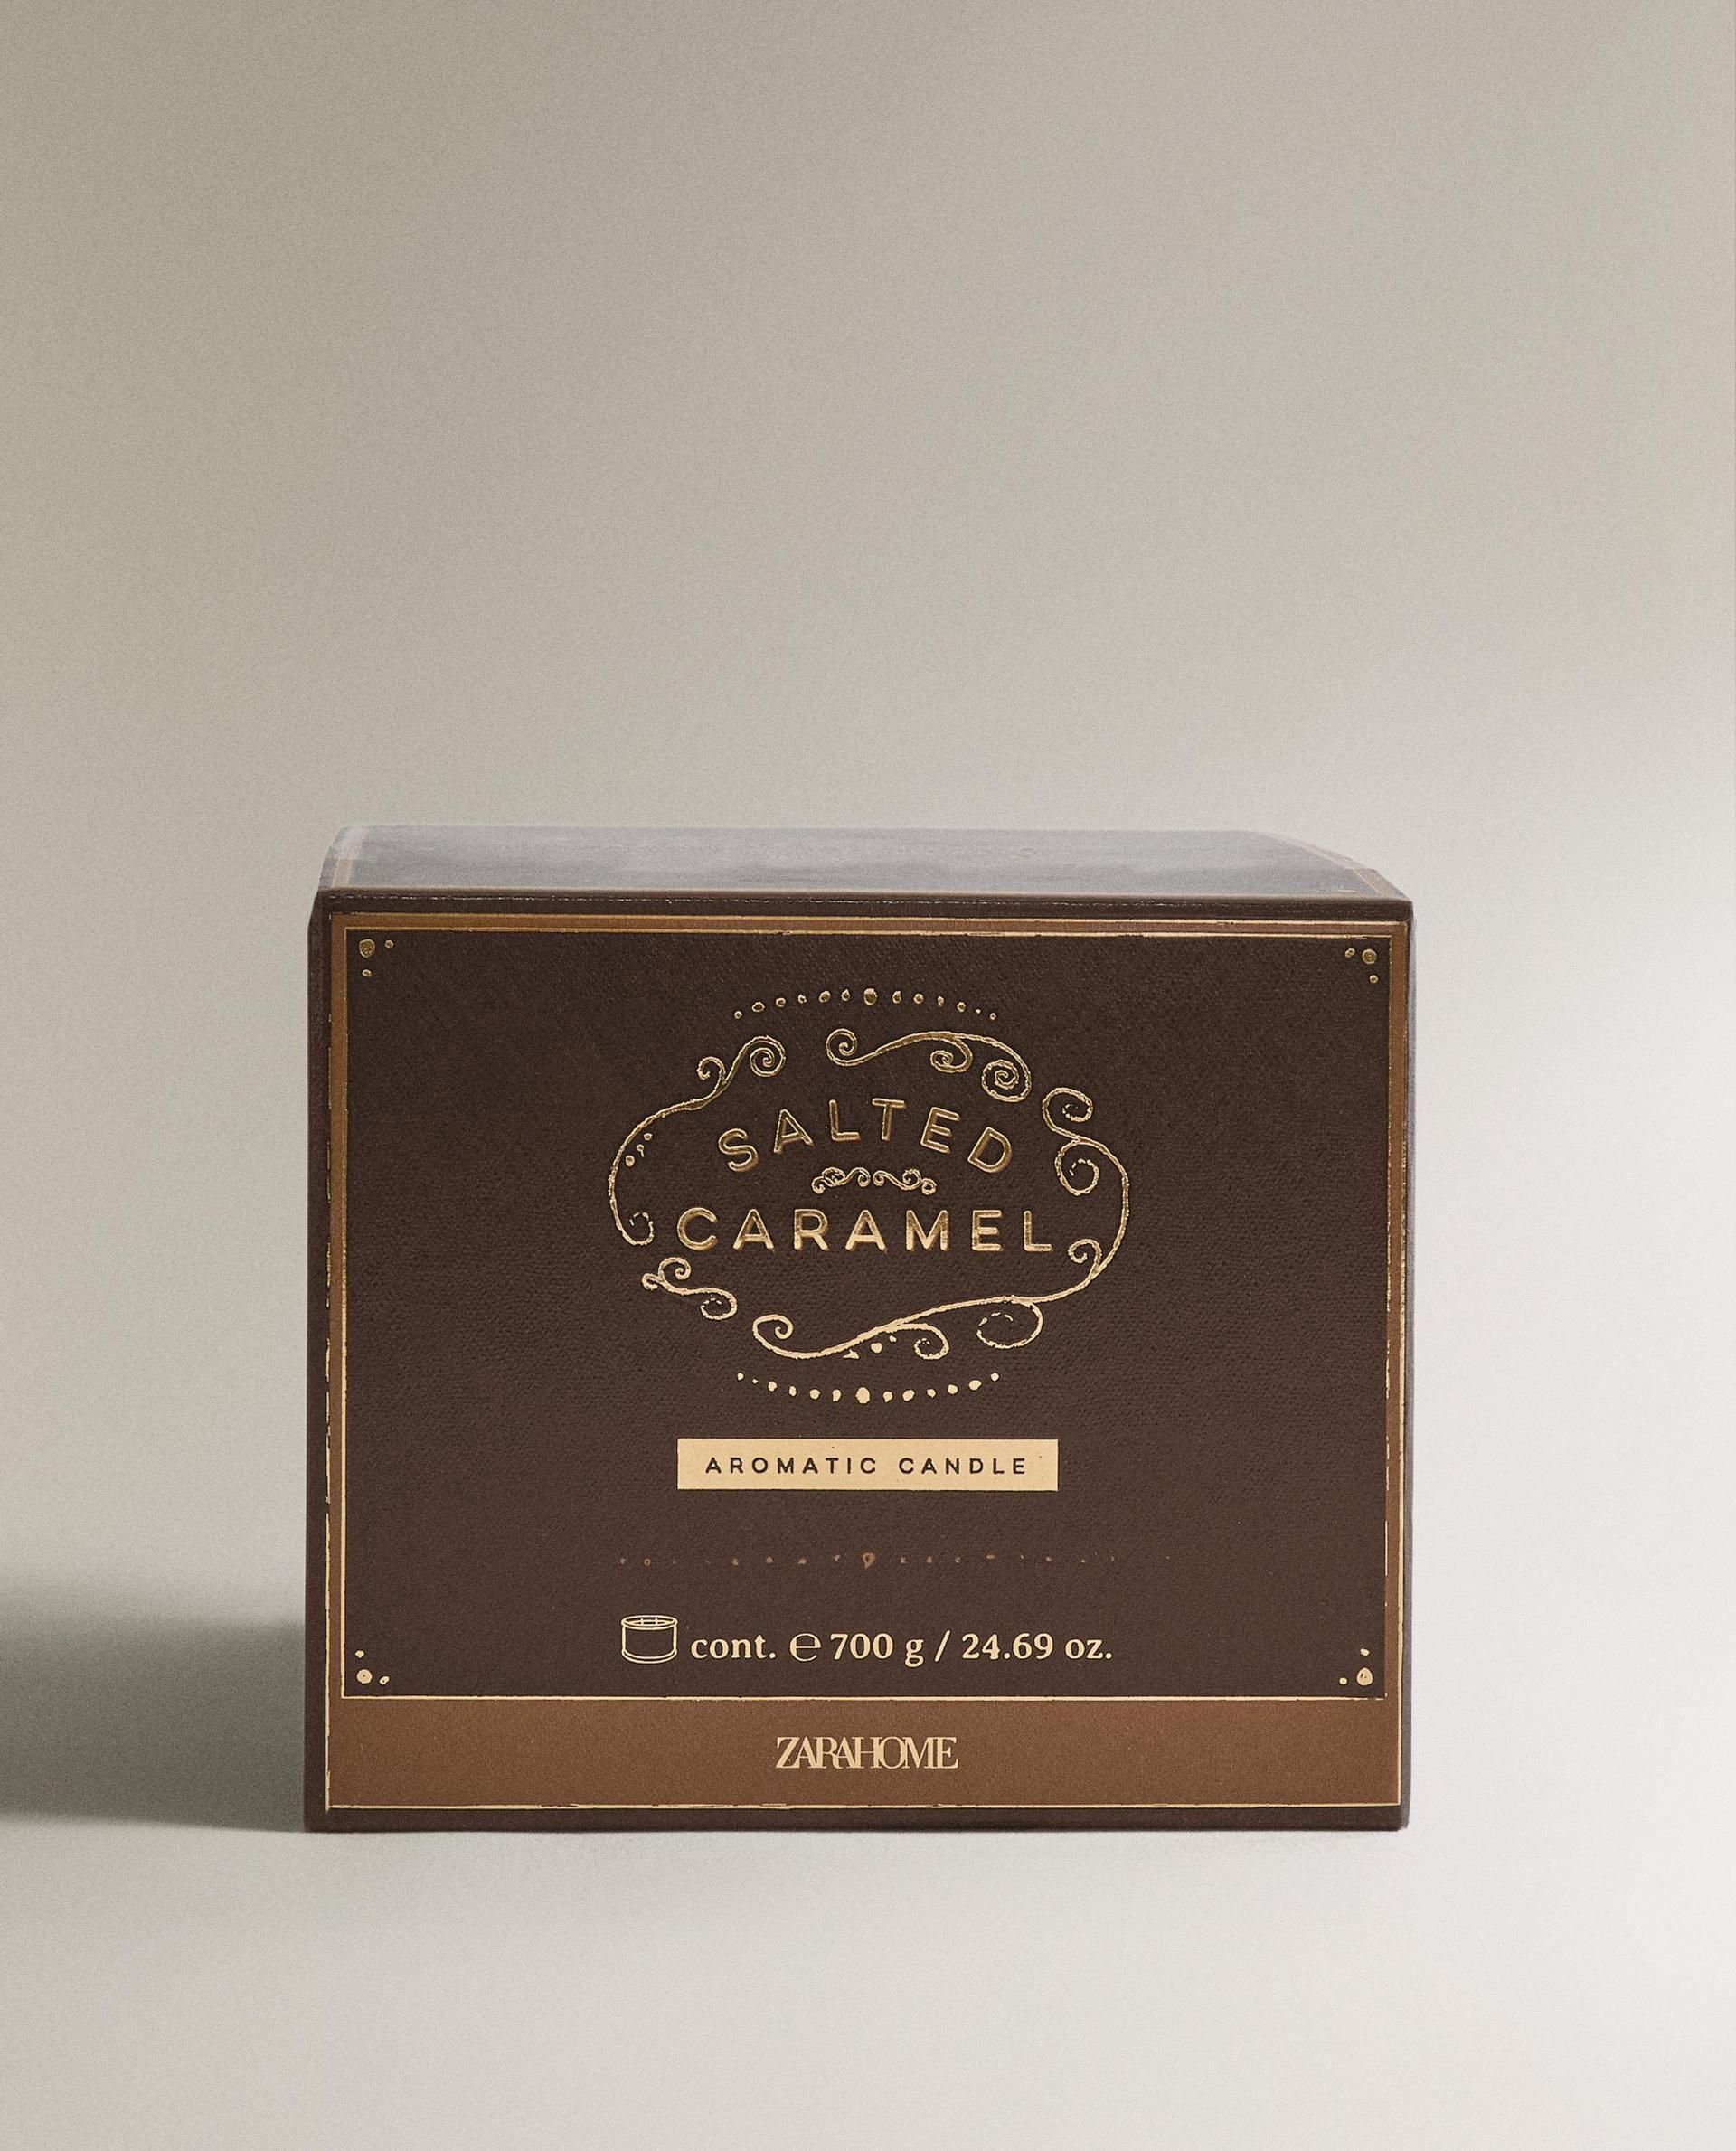 SALTED
CARAMEL
AROMATIC CANDLE
cont. ℮ 700 g / 24.69 oz.
ZARAHOME